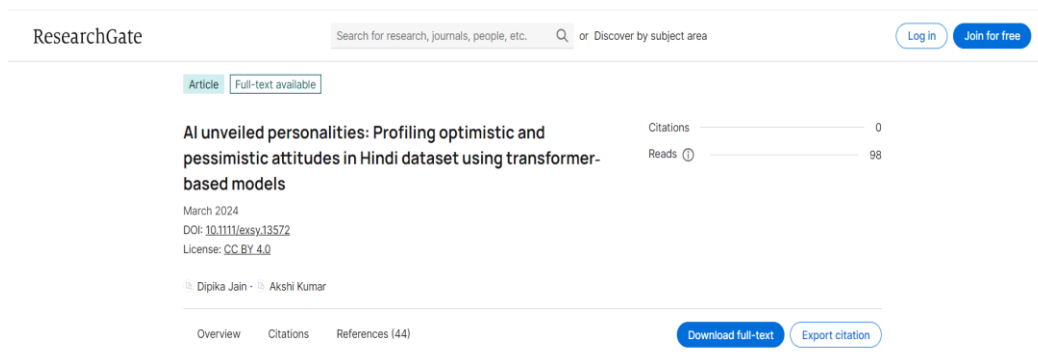 ResearchGate
Search for research, journals, people, etc.
or Discover by subject area
Log in
Join for free
Article
Full-text available
AI unveiled personalities: Profiling optimistic and
pessimistic attitudes in Hindi dataset using transformer-
based models
March 2024
DOI: 10.1111/exsy.13572
License: CC BY 4.0
Dipika Jain · Akshi Kumar
Citations 0
Reads 98
Overview
Citations
References (44)
Download full-text
Export citation